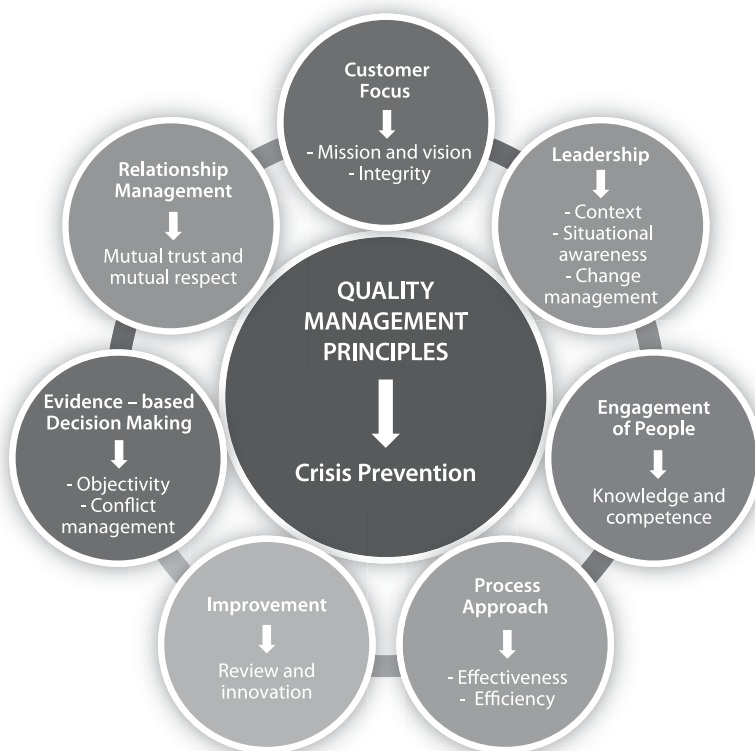 Customer
Focus
- Mission and vision
- Integrity
Leadership
- Context
- Situational
awareness
- Change
management
Engagement
of People
Knowledge and
competence
Process
Approach
- Effectiveness
- Efficiency
Improvement
Review and
innovation
Evidence – based
Decision Making
- Objectivity
- Conflict
management
Relationship
Management
Mutual trust and
mutual respect
QUALITY
MANAGEMENT
PRINCIPLES
Crisis Prevention